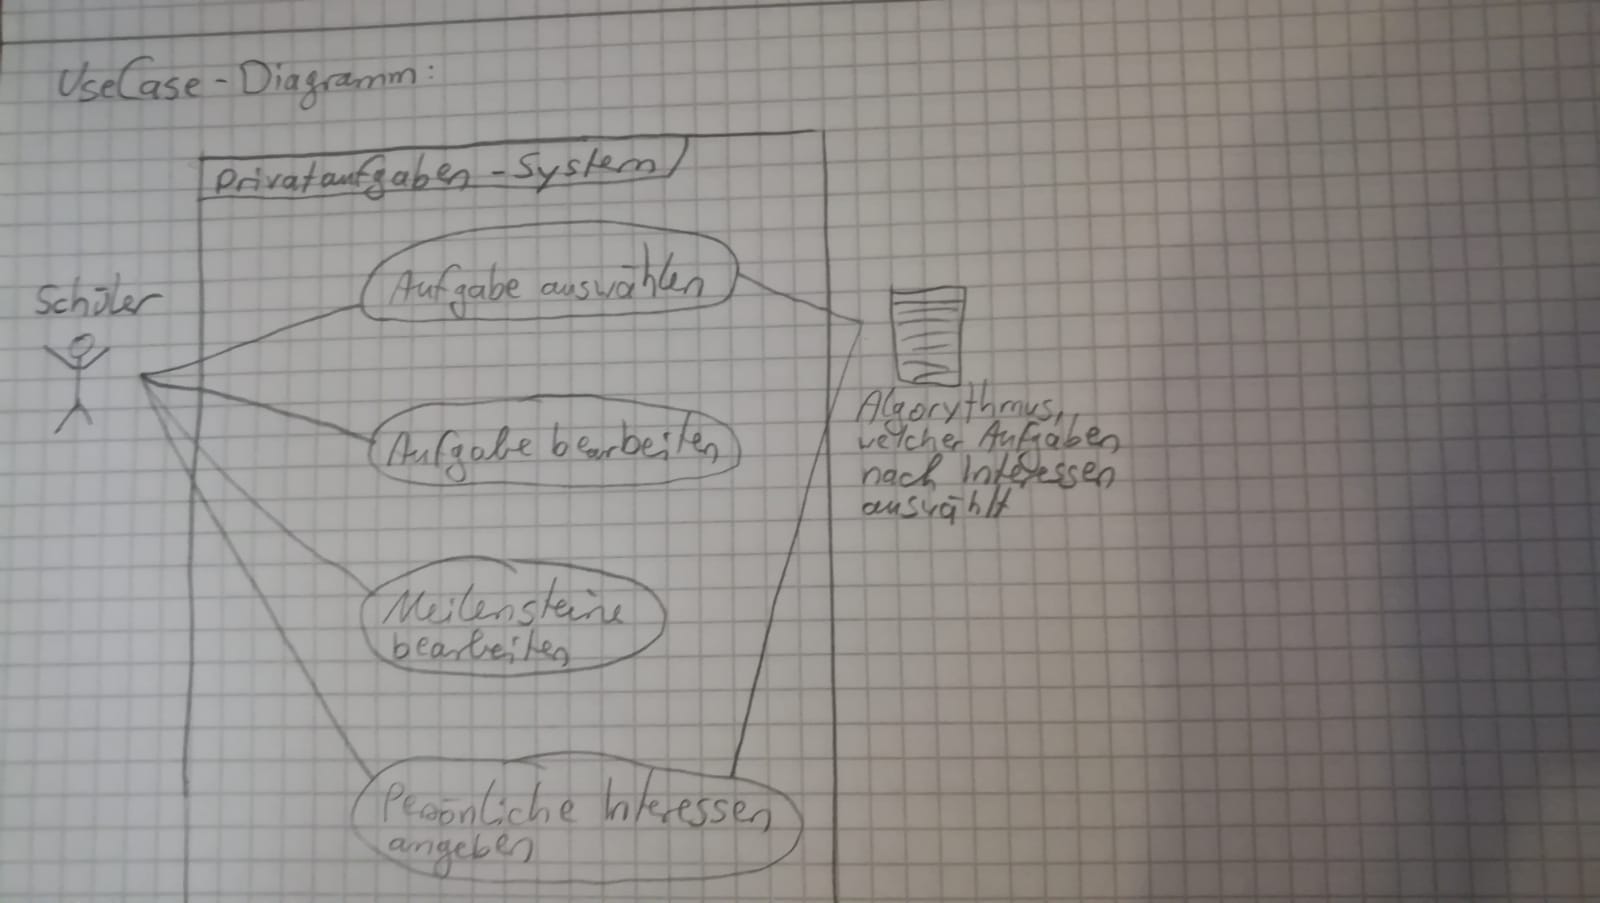 UseCase-Diagramm:
Privataufgaben-System
Aufgabe auswählen
Schüler
Aufgabe bearbeiten
Algorythmus,
welcher Aufgaben
nach Interessen
auswählt
Meilensteine
bearbeiten
Persönliche Interessen
angeben